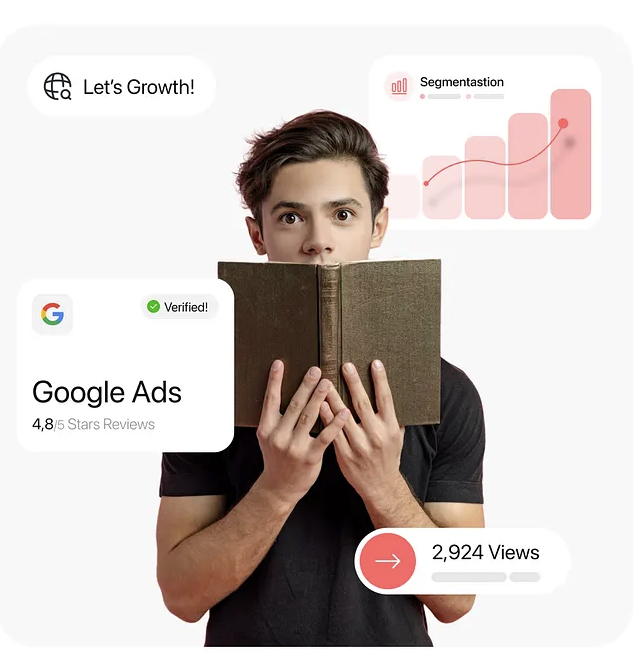 Let's Growth!
Segmentastion
Verified!
Google Ads
4,8/5 Stars Reviews
2,924 Views